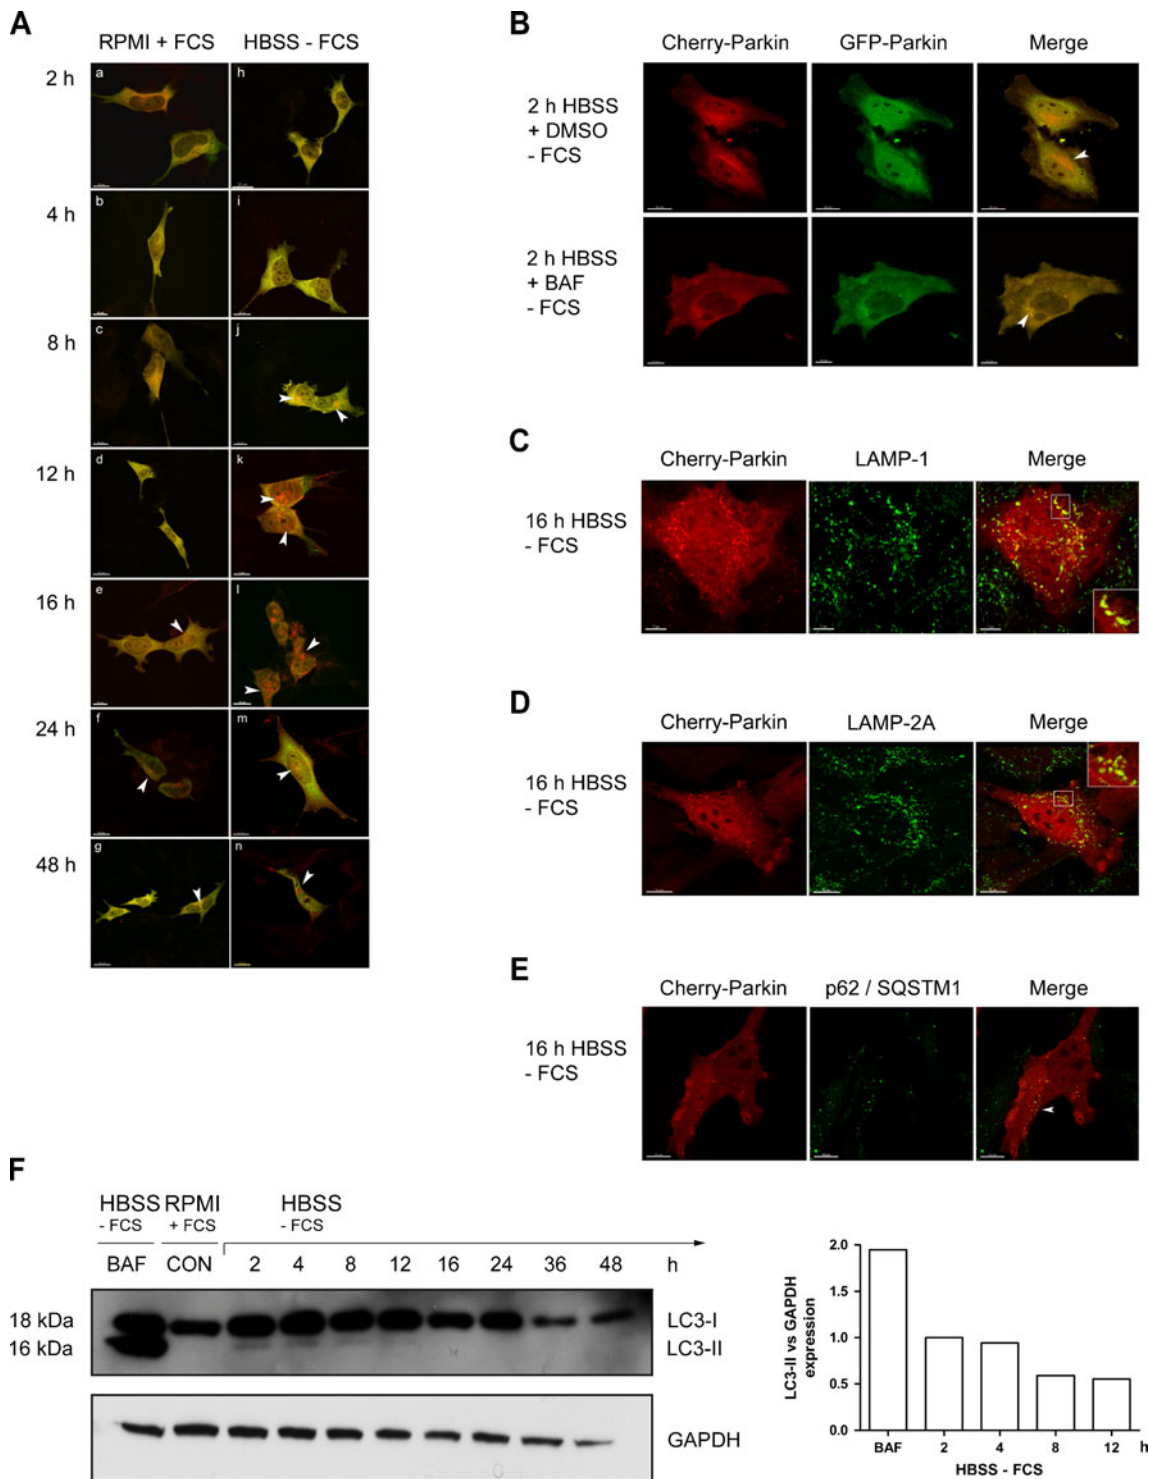 A
RPMI + FCS HBSS - FCS
2 h
a h
4 h
b i
8 h
c j
12 h
d k
16 h
e l
24 h
f m
48 h
g n
B
Cherry-Parkin GFP-Parkin Merge
2 h HBSS
+ DMSO
- FCS
2 h HBSS
+ BAF
- FCS
C
Cherry-Parkin LAMP-1 Merge
16 h HBSS
- FCS
D
Cherry-Parkin LAMP-2A Merge
16 h HBSS
- FCS
E
Cherry-Parkin p62 / SQSTM1 Merge
16 h HBSS
- FCS
F
HBSS RPMI HBSS
- FCS + FCS - FCS
BAF CON 2 4 8 12 16 24 36 48 h
18 kDa LC3-I
16 kDa LC3-II
GAPDH
LC3-II vs GAPDH
expression
2.0
1.5
1.0
0.5
0.0
BAF 2 4 8 12 h
HBSS - FCS